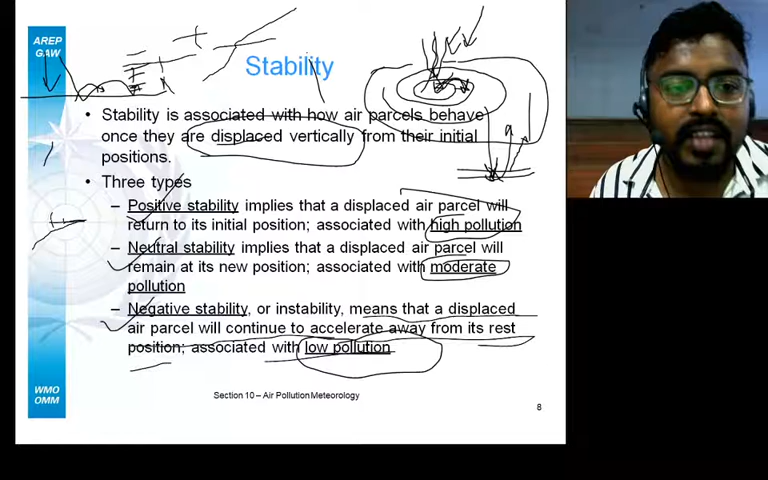 AREP
GAW
Stability
• Stability is associated with how air parcels behave
once they are displaced vertically from their initial
positions.
• Three types
– Positive stability implies that a displaced air parcel will
return to its initial position; associated with high pollution
– Neutral stability implies that a displaced air parcel will
remain at its new position; associated with moderate
pollution
– Negative stability, or instability, means that a displaced
air parcel will continue to accelerate away from its rest
position; associated with low pollution
WMO
OMM
Section 10 – Air Pollution Meteorology
8